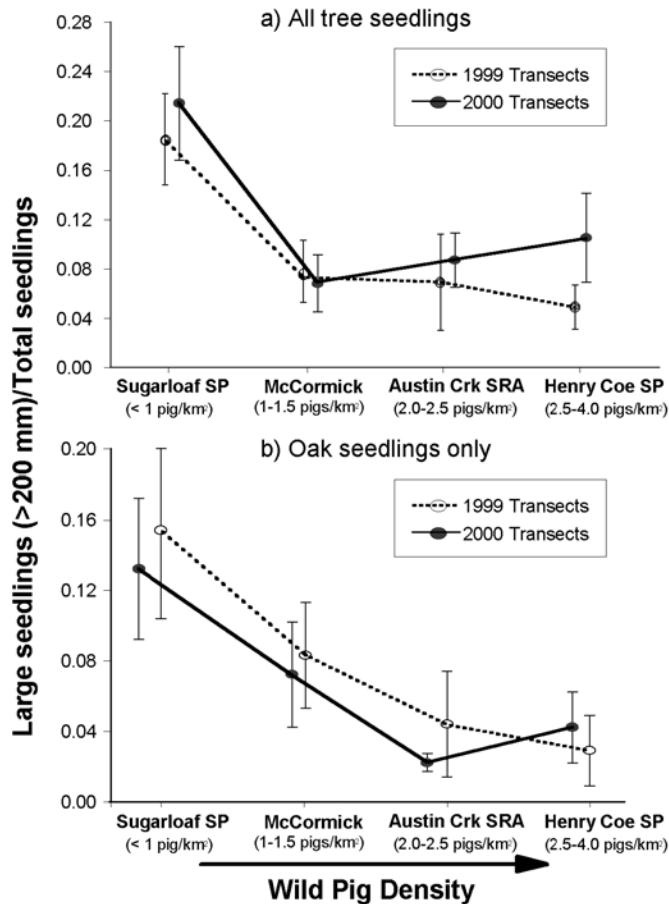 a) All tree seedlings
1999 Transects
2000 Transects
0.28
0.24
0.20
0.16
0.12
0.08
0.04
0.00
Sugarloaf SP McCormick Austin Crk SRA Henry Coe SP
(< 1 pig/km²) (1-1.5 pigs/km²) (2.0-2.5 pigs/km²) (2.5-4.0 pigs/km²)
Large seedlings (>200 mm)/Total seedlings
b) Oak seedlings only
1999 Transects
2000 Transects
0.20
0.16
0.12
0.08
0.04
0.00
Sugarloaf SP McCormick Austin Crk SRA Henry Coe SP
(< 1 pig/km²) (1-1.5 pigs/km²) (2.0-2.5 pigs/km²) (2.5-4.0 pigs/km²)
Wild Pig Density